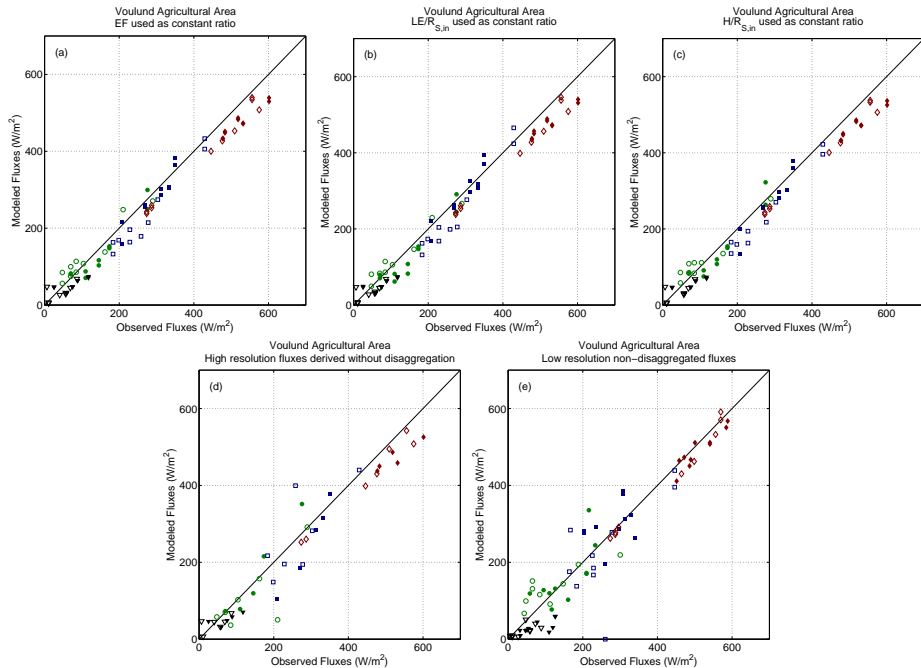 Voulund Agricultural Area
EF used as constant ratio
(a)
Modeled Fluxes (W/m²)
600
400
200
0
0 200 400 600
Observed Fluxes (W/m²)
Voulund Agricultural Area
LE/R_S,in used as constant ratio
(b)
Modeled Fluxes (W/m²)
600
400
200
0
0 200 400 600
Observed Fluxes (W/m²)
Voulund Agricultural Area
H/R_S,in used as constant ratio
(c)
Modeled Fluxes (W/m²)
600
400
200
0
0 200 400 600
Observed Fluxes (W/m²)
Voulund Agricultural Area
High resolution fluxes derived without disaggregation
(d)
Modeled Fluxes (W/m²)
600
400
200
0
0 200 400 600
Observed Fluxes (W/m²)
Voulund Agricultural Area
Low resolution non−disaggregated fluxes
(e)
Modeled Fluxes (W/m²)
600
400
200
0
0 200 400 600
Observed Fluxes (W/m²)